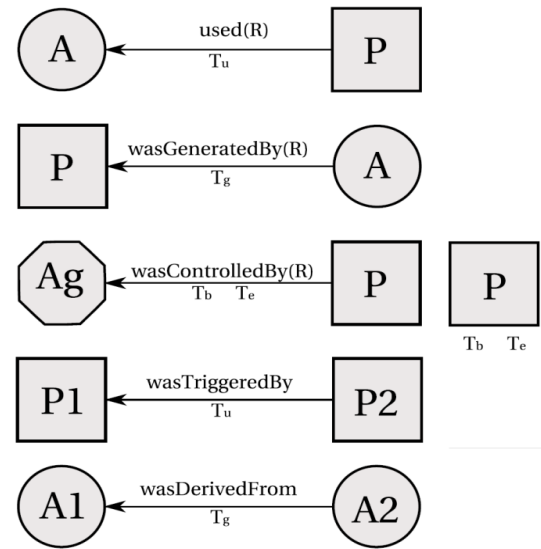 A used(R) P
Tu
P wasGeneratedBy(R) A
Tg
Ag wasControlledBy(R) P P
Tb Te Tb Te
P1 wasTriggeredBy P2
Tu
A1 wasDerivedFrom A2
Tg